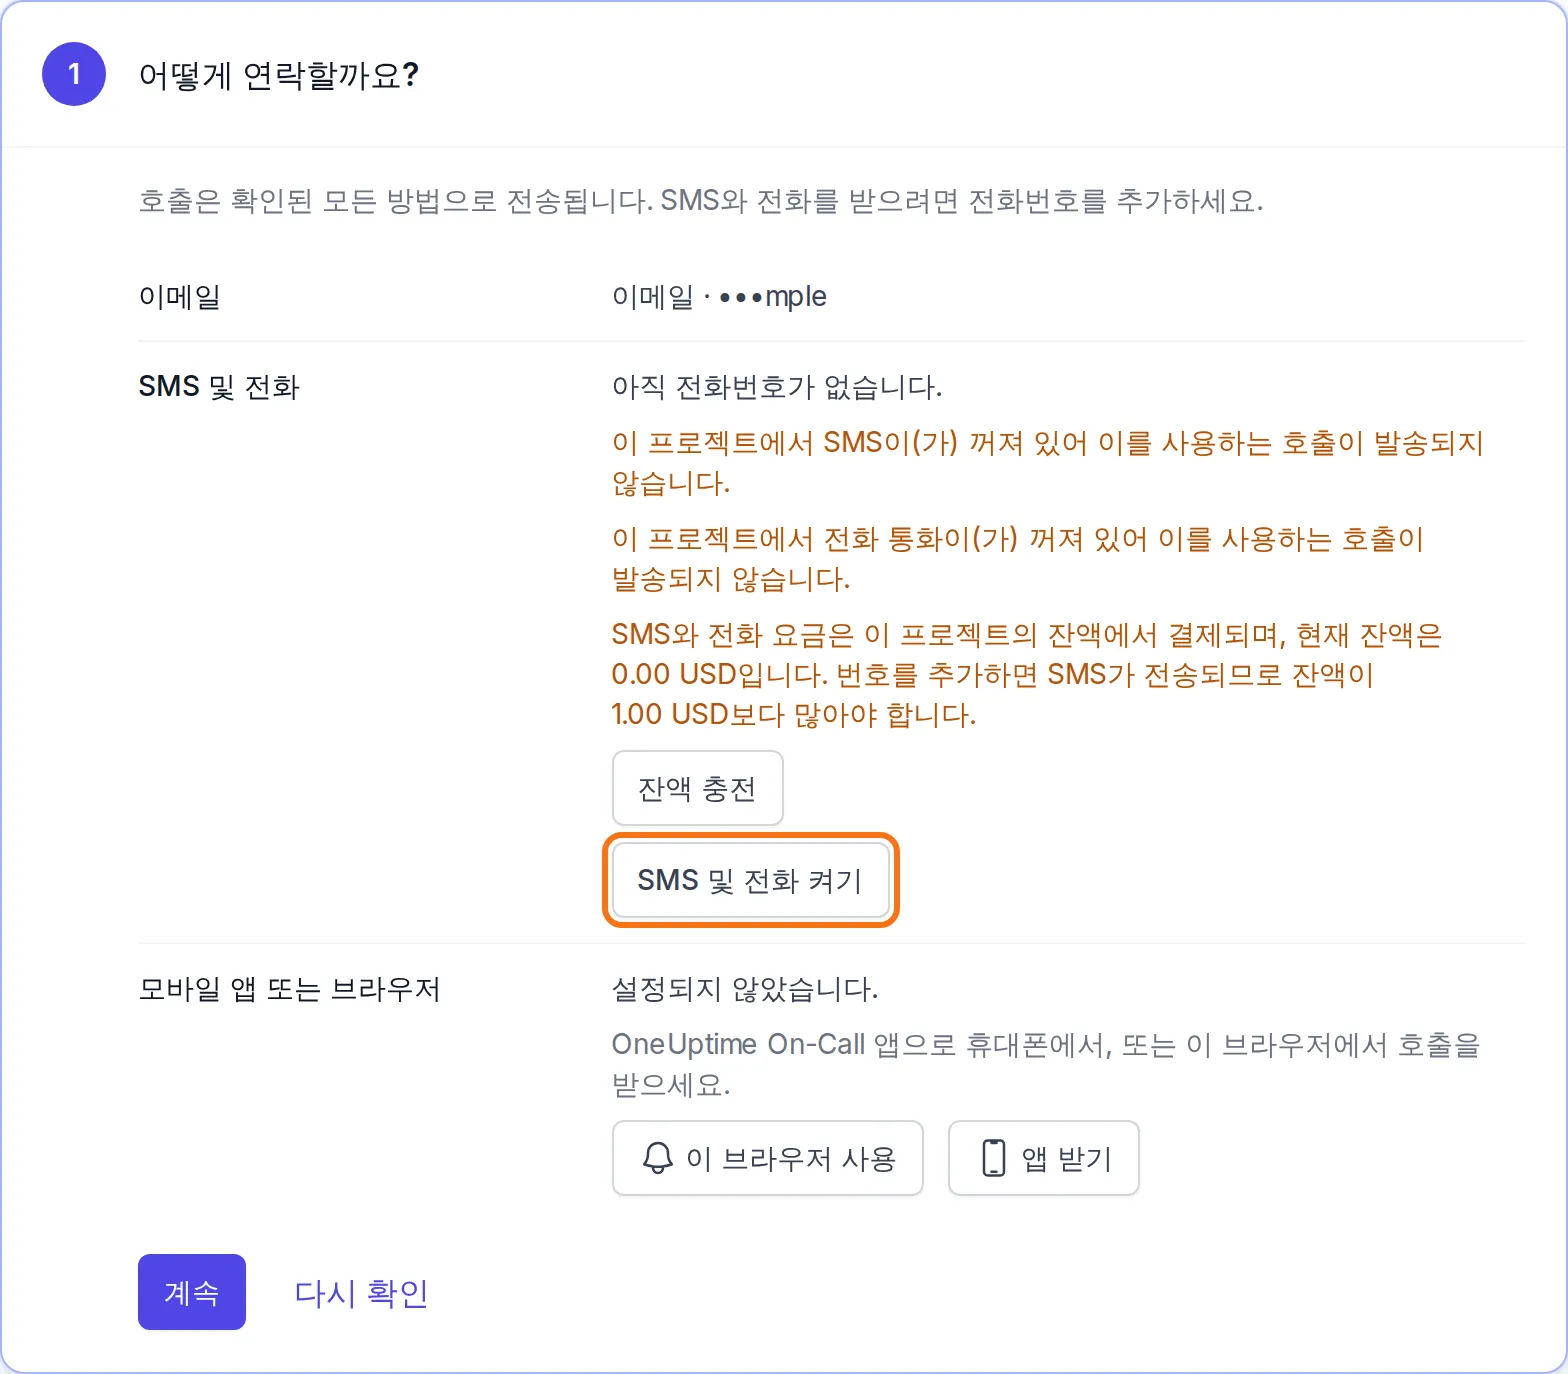 1
어떻게 연락할까요?
호출은 확인된 모든 방법으로 전송됩니다. SMS와 전화를 받으려면 전화번호를 추가하세요.
이메일
이메일 · •••mple
SMS 및 전화
아직 전화번호가 없습니다.
이 프로젝트에서 SMS이(가) 꺼져 있어 이를 사용하는 호출이 발송되지
않습니다.
이 프로젝트에서 전화 통화이(가) 꺼져 있어 이를 사용하는 호출이
발송되지 않습니다.
SMS와 전화 요금은 이 프로젝트의 잔액에서 결제되며, 현재 잔액은
0.00 USD입니다. 번호를 추가하면 SMS가 전송되므로 잔액이
1.00 USD보다 많아야 합니다.
잔액 충전
SMS 및 전화 켜기
모바일 앱 또는 브라우저
설정되지 않았습니다.
OneUptime On-Call 앱으로 휴대폰에서, 또는 이 브라우저에서 호출을
받으세요.
이 브라우저 사용
앱 받기
계속
다시 확인